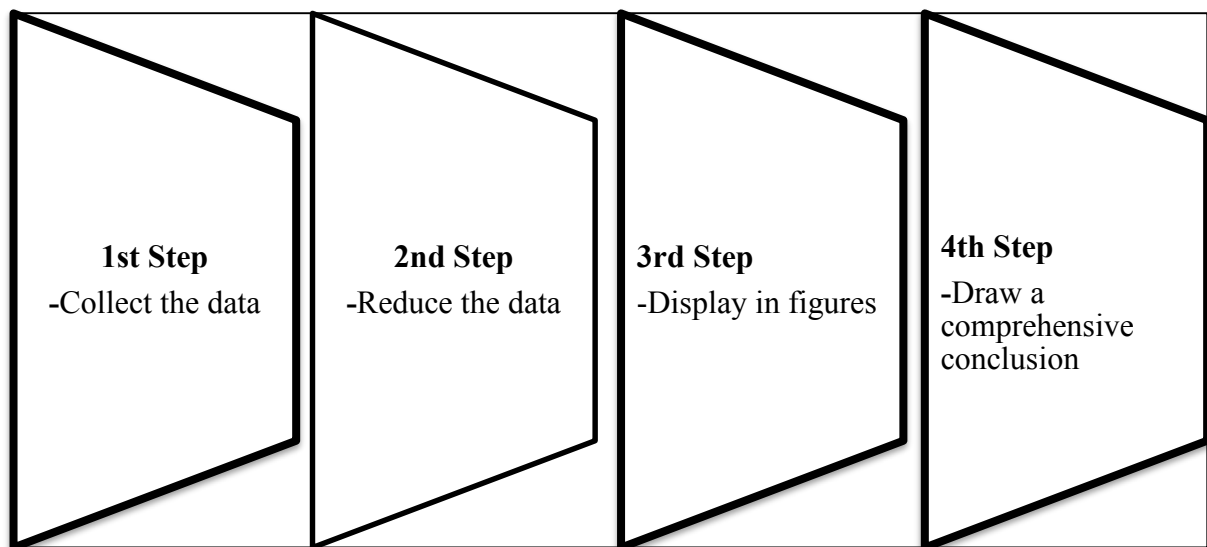 1st Step
-Collect the data
2nd Step
-Reduce the data
3rd Step
-Display in figures
4th Step
-Draw a
comprehensive
conclusion